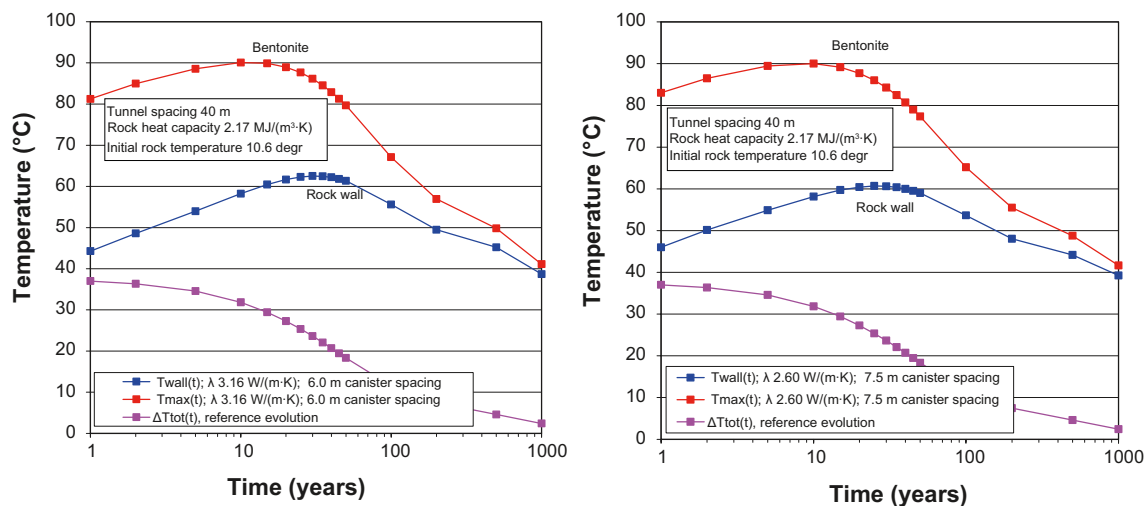 100
90
80
70
60
50
40
30
20
10
0
Temperature (°C)
Bentonite
Tunnel spacing 40 m
Rock heat capacity 2.17 MJ/(m³·K)
Initial rock temperature 10.6 degr
Rock wall
Twall(t); λ 3.16 W/(m·K); 6.0 m canister spacing
Tmax(t); λ 3.16 W/(m·K); 6.0 m canister spacing
ΔTtot(t), reference evolution
1 10 100 1000
Time (years)
100
90
80
70
60
50
40
30
20
10
0
Temperature (°C)
Bentonite
Tunnel spacing 40 m
Rock heat capacity 2.17 MJ/(m³·K)
Initial rock temperature 10.6 degr
Rock wall
Twall(t); λ 2.60 W/(m·K); 7.5 m canister spacing
Tmax(t); λ 2.60 W/(m·K); 7.5 m canister spacing
ΔTtot(t), reference evolution
1 10 100 1000
Time (years)